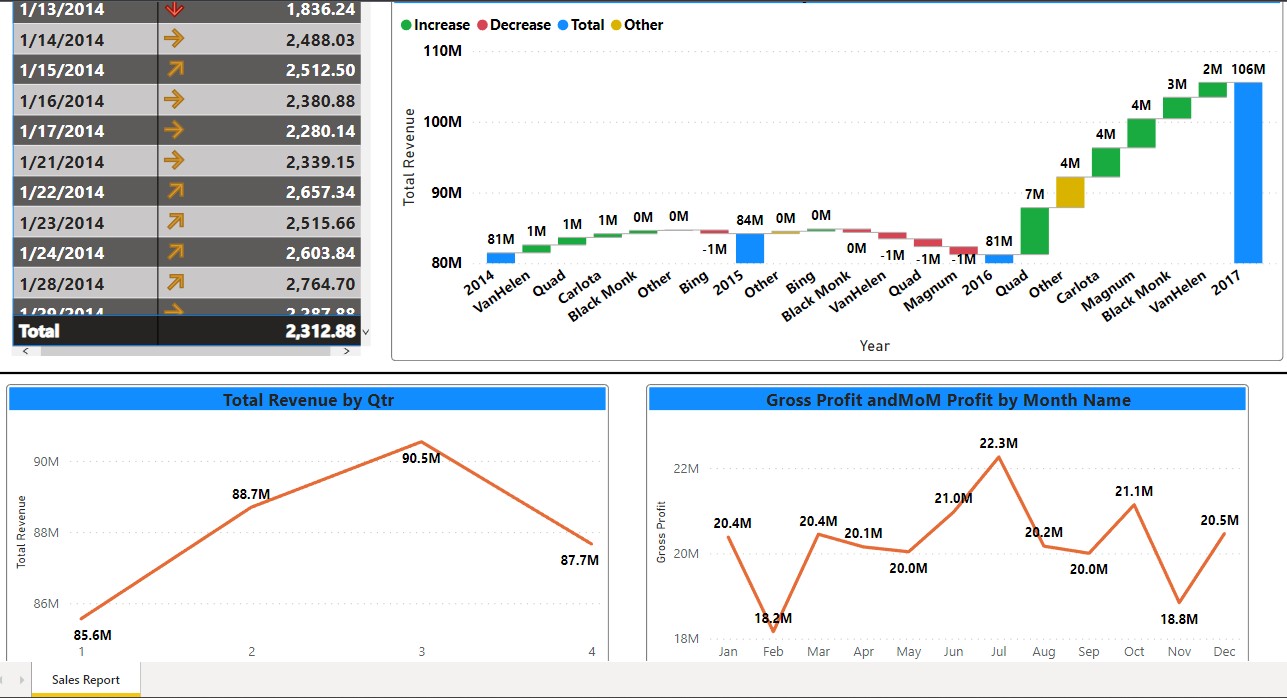 1/13/2014 1,836.24
1/14/2014 2,488.03
1/15/2014 2,512.50
1/16/2014 2,380.88
1/17/2014 2,280.14
1/21/2014 2,339.15
1/22/2014 2,657.34
1/23/2014 2,515.66
1/24/2014 2,603.84
1/28/2014 2,764.70
1/29/2014 2,287.88
Total 2,312.88
Increase Decrease Total Other
110M
100M
90M
80M
Total Revenue
81M 1M 1M 1M 0M 0M -1M 84M 0M 0M 0M -1M -1M -1M 81M 7M 4M 4M 4M 3M 2M 106M
2014 VanHelen Quad Carlota Black Monk Other Bing 2015 Other Bing Black Monk VanHelen Quad Magnum 2016 Quad Other Carlota Magnum Black Monk VanHelen 2017
Year
Total Revenue by Qtr
90M
88M
86M
Total Revenue
85.6M 88.7M 90.5M 87.7M
1 2 3 4
Gross Profit andMoM Profit by Month Name
22M
20M
18M
Gross Profit
20.4M 18.2M 20.4M 20.1M 20.0M 21.0M 22.3M 20.2M 20.0M 21.1M 18.8M 20.5M
Jan Feb Mar Apr May Jun Jul Aug Sep Oct Nov Dec
Sales Report